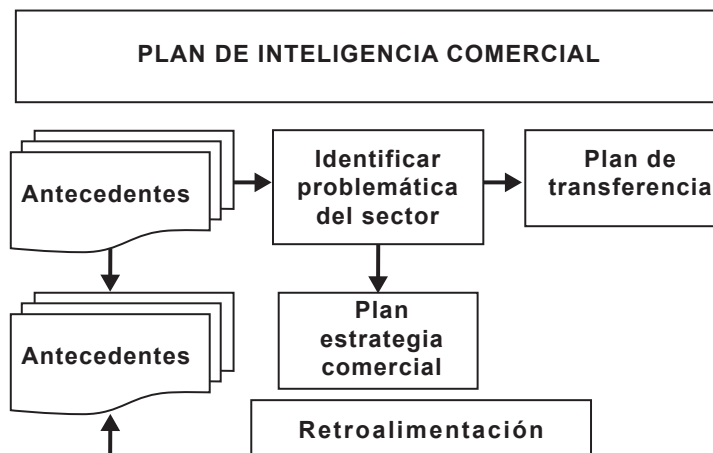 PLAN DE INTELIGENCIA COMERCIAL
Antecedentes
Identificar
problemática
del sector
Plan de
transferencia
Antecedentes
Plan
estrategia
comercial
Retroalimentación